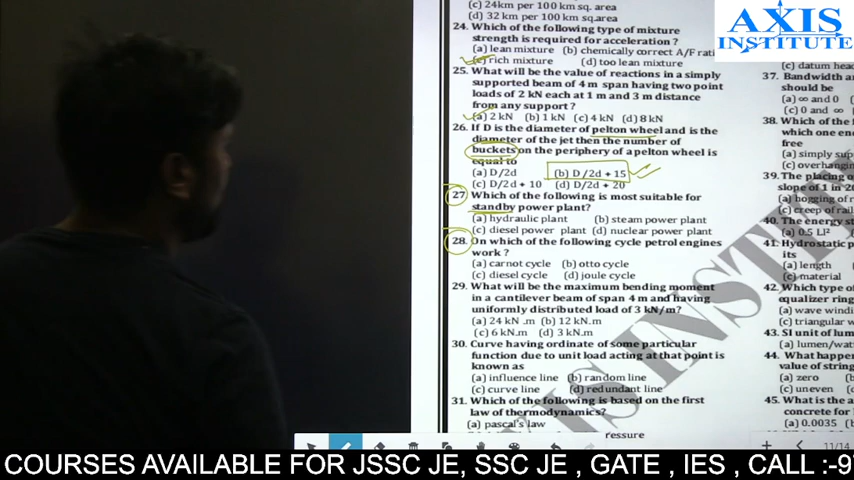 (c) 24km per 100 km sq. area
(d) 32 km per 100 km sq.area
24. Which of the following type of mixture
strength is required for acceleration ?
(a) lean mixture (b) chemically correct A/F rati
(c) rich mixture (d) too lean mixture
25. What will be the value of reactions in a simply
supported beam of 4 m span having two point
loads of 2 kN each at 1 m and 3 m distance
from any support ?
(a) 2 kN (b) 1 kN (c) 4 kN (d) 8 kN
26. If D is the diameter of pelton wheel and is the
diameter of the jet then the number of
buckets on the periphery of a pelton wheel is
equal to
(a) D/2d (b) D/2d + 15
(c) D/2d + 10 (d) D/2d + 20
27. Which of the following is most suitable for
standby power plant?
(a) hydraulic plant (b) steam power plant
(c) diesel power plant (d) nuclear power plant
28. On which of the following cycle petrol engines
work ?
(a) carnot cycle (b) otto cycle
(c) diesel cycle (d) joule cycle
29. What will be the maximum bending moment
in a cantilever beam of span 4 m and having
uniformly distributed load of 3 kN/m?
(a) 24 kN .m (b) 12 kN.m
(c) 6 kN.m (d) 3 kN.m
30. Curve having ordinate of some particular
function due to unit load acting at that point is
known as
(a) influence line (b) random line
(c) curve line (d) redundant line
31. Which of the following is based on the first
law of thermodynamics?
(a) pascal's law
ressure
AXIS
INSTITUTE
(c) datum hea
37. Bandwidth a
should be
(a) ∞ and 0
(c) 0 and ∞
38. Which of the
which one en
free
(a) simply sup
(c) overhangin
39. The placing o
slope of 1 in 2
(a) hogging of r
(c) creep of rail
40. The energy st
(a) 0.5 LI²
41. Hydrostatic p
its
(a) length
(c) material
42. Which type of
equalizer ring
(a) wave windi
(c) triangular w
43. SI unit of lum
(a) lumen/wat
44. What happen
value of string
(a) zero (b
(c) uneven (
45. What is the a
concrete for
(a) 0.0035 (b
11/14
COURSES AVAILABLE FOR JSSC JE, SSC JE , GATE , IES , CALL :-9